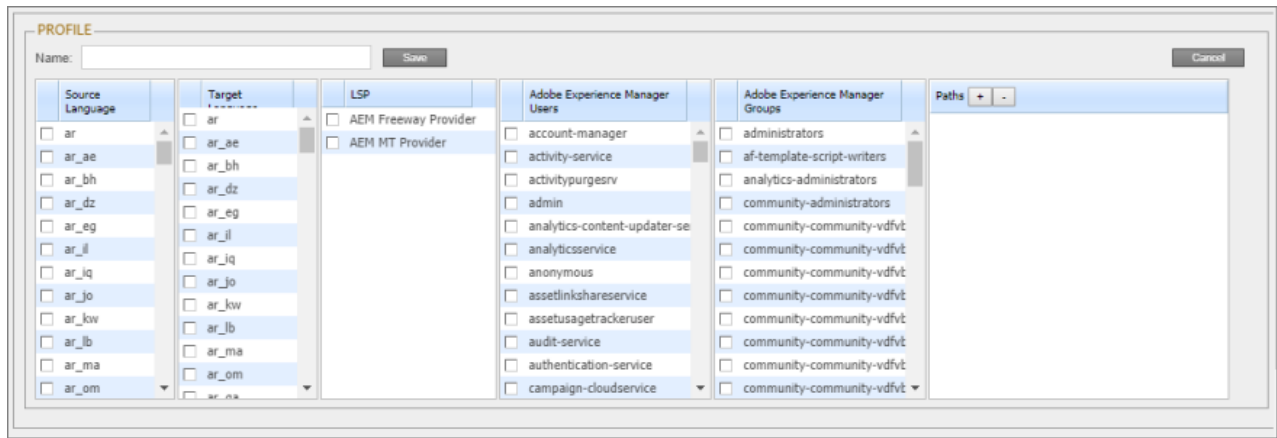 PROFILE
Name:
Save
Cancel
Source
Language
ar
ar_ae
ar_bh
ar_dz
ar_eg
ar_il
ar_iq
ar_jo
ar_kw
ar_lb
ar_ma
ar_om
Target
ar
ar_ae
ar_bh
ar_dz
ar_eg
ar_il
ar_iq
ar_jo
ar_kw
ar_lb
ar_ma
ar_om
LSP
AEM Freeway Provider
AEM MT Provider
Adobe Experience Manager
Users
account-manager
activity-service
activitypurgesrv
admin
analytics-content-updater-se
analyticsservice
anonymous
assetlinkshareservice
assetusagetrackeruser
audit-service
authentication-service
campaign-cloudservice
Adobe Experience Manager
Groups
administrators
af-template-script-writers
analytics-administrators
community-administrators
community-community-vdfvb
community-community-vdfvb
community-community-vdfvb
community-community-vdfvb
community-community-vdfvb
community-community-vdfvb
community-community-vdfvb
community-community-vdfvb
Paths + -